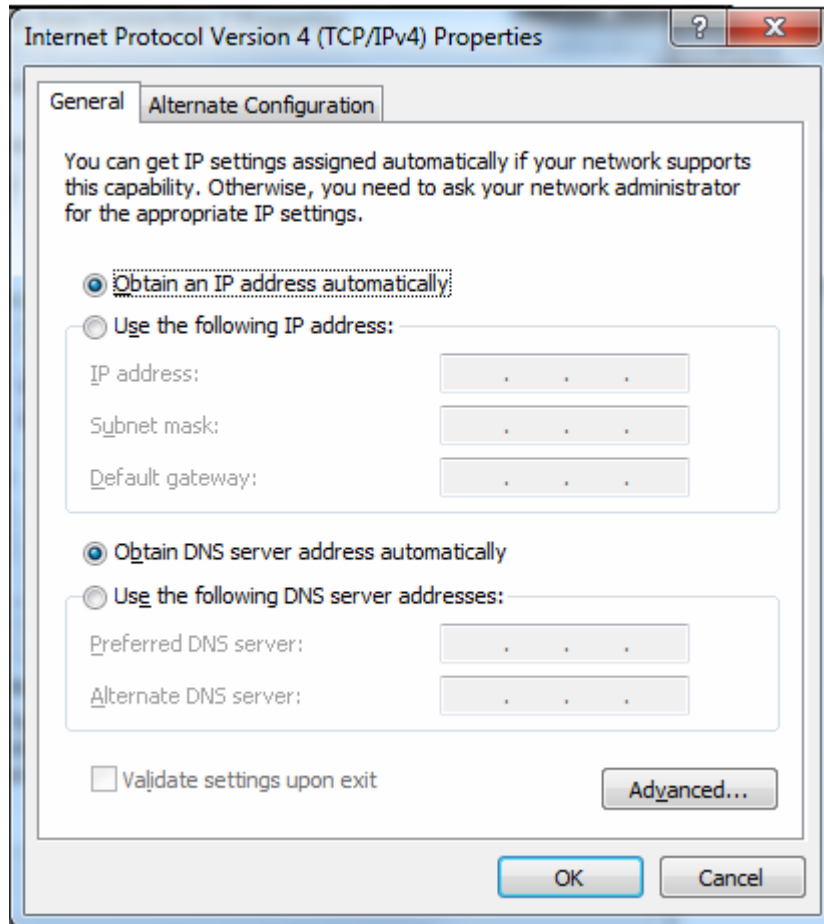 Internet Protocol Version 4 (TCP/IPv4) Properties
?
General
Alternate Configuration
You can get IP settings assigned automatically if your network supports
this capability. Otherwise, you need to ask your network administrator
for the appropriate IP settings.
Obtain an IP address automatically
Use the following IP address:
IP address: . . .
Subnet mask: . . .
Default gateway: . . .
Obtain DNS server address automatically
Use the following DNS server addresses:
Preferred DNS server: . . .
Alternate DNS server: . . .
Validate settings upon exit
Advanced...
OK
Cancel